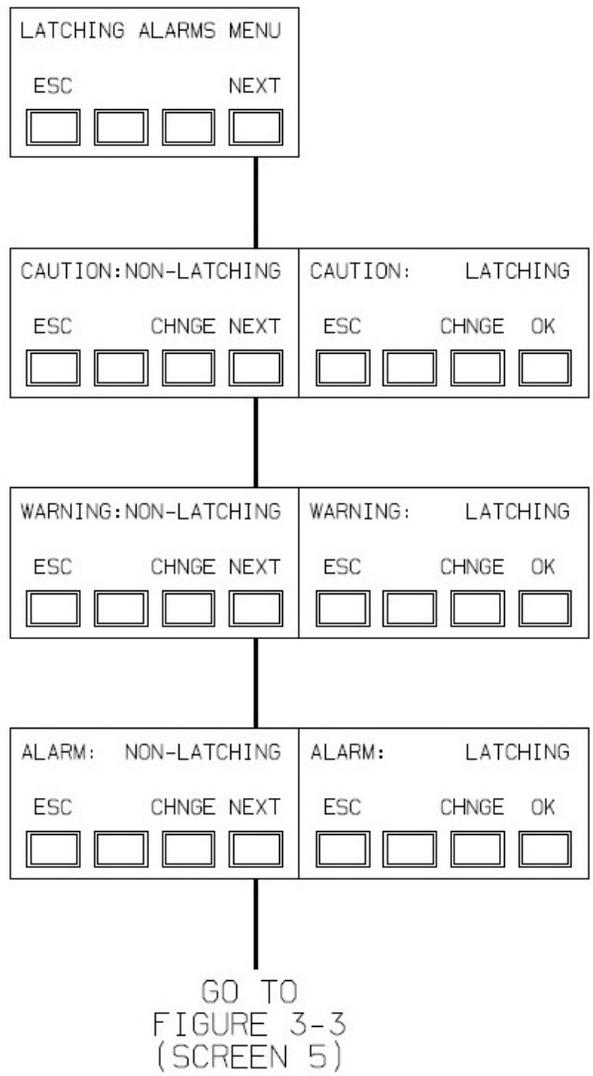 LATCHING ALARMS MENU
ESC NEXT
CAUTION:NON-LATCHING
ESC CHNGE NEXT
CAUTION: LATCHING
ESC CHNGE OK
WARNING:NON-LATCHING
ESC CHNGE NEXT
WARNING: LATCHING
ESC CHNGE OK
ALARM: NON-LATCHING
ESC CHNGE NEXT
ALARM: LATCHING
ESC CHNGE OK
GO TO
FIGURE 3-3
(SCREEN 5)